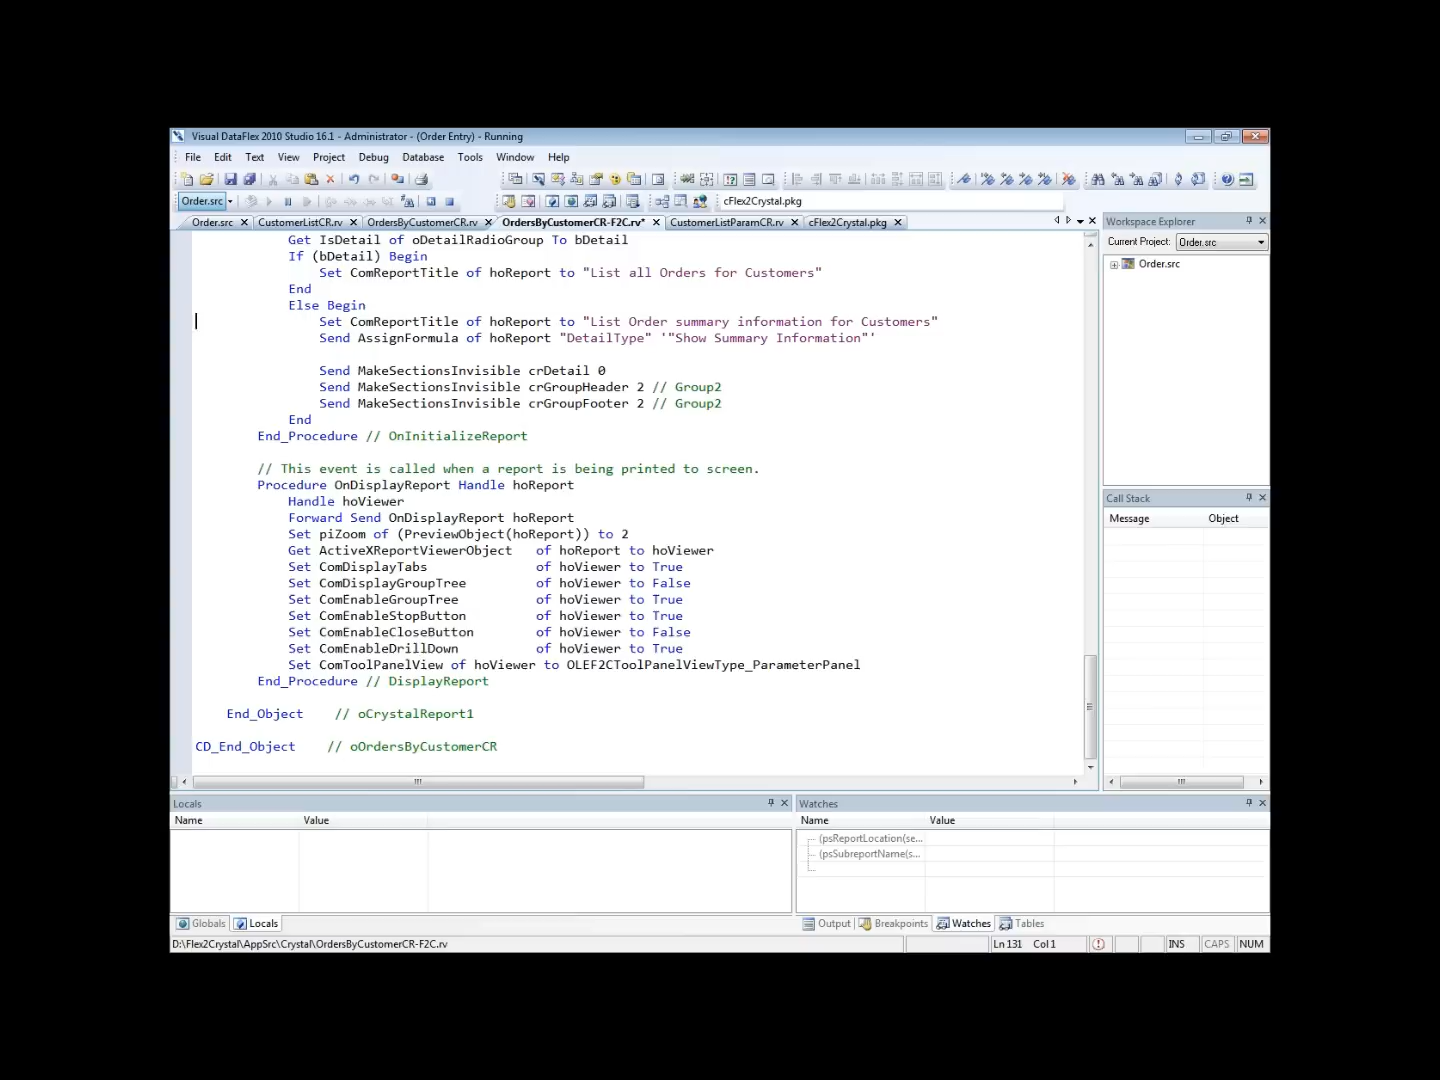 Visual DataFlex 2010 Studio 16.1 - Administrator - (Order Entry) - Running
File Edit Text View Project Debug Database Tools Window Help
Order.src cFlex2Crystal.pkg
Order.src CustomerListCR.rv OrdersByCustomerCR.rv OrdersByCustomerCR-F2C.rv* CustomerListParamCR.rv cFlex2Crystal.pkg
Get IsDetail of oDetailRadioGroup To bDetail
If (bDetail) Begin
Set ComReportTitle of hoReport to "List all Orders for Customers"
End
Else Begin
Set ComReportTitle of hoReport to "List Order summary information for Customers"
Send AssignFormula of hoReport "DetailType" '"Show Summary Information"'
Send MakeSectionsInvisible crDetail 0
Send MakeSectionsInvisible crGroupHeader 2 // Group2
Send MakeSectionsInvisible crGroupFooter 2 // Group2
End
End_Procedure // OnInitializeReport
// This event is called when a report is being printed to screen.
Procedure OnDisplayReport Handle hoReport
Handle hoViewer
Forward Send OnDisplayReport hoReport
Set piZoom of (PreviewObject(hoReport)) to 2
Get ActiveXReportViewerObject of hoReport to hoViewer
Set ComDisplayTabs of hoViewer to True
Set ComDisplayGroupTree of hoViewer to False
Set ComEnableGroupTree of hoViewer to True
Set ComEnableStopButton of hoViewer to True
Set ComEnableCloseButton of hoViewer to False
Set ComEnableDrillDown of hoViewer to True
Set ComToolPanelView of hoViewer to OLEF2CToolPanelViewType_ParameterPanel
End_Procedure // DisplayReport
End_Object // oCrystalReport1
CD_End_Object // oOrdersByCustomerCR
Workspace Explorer
Current Project: Order.src
Order.src
Call Stack
Message Object
Locals
Name Value
Watches
Name Value
(psReportLocation(se...
(psSubreportName(s...
Globals Locals
Output Breakpoints Watches Tables
D:\Flex2Crystal\AppSrc\Crystal\OrdersByCustomerCR-F2C.rv
Ln 131 Col 1 INS CAPS NUM